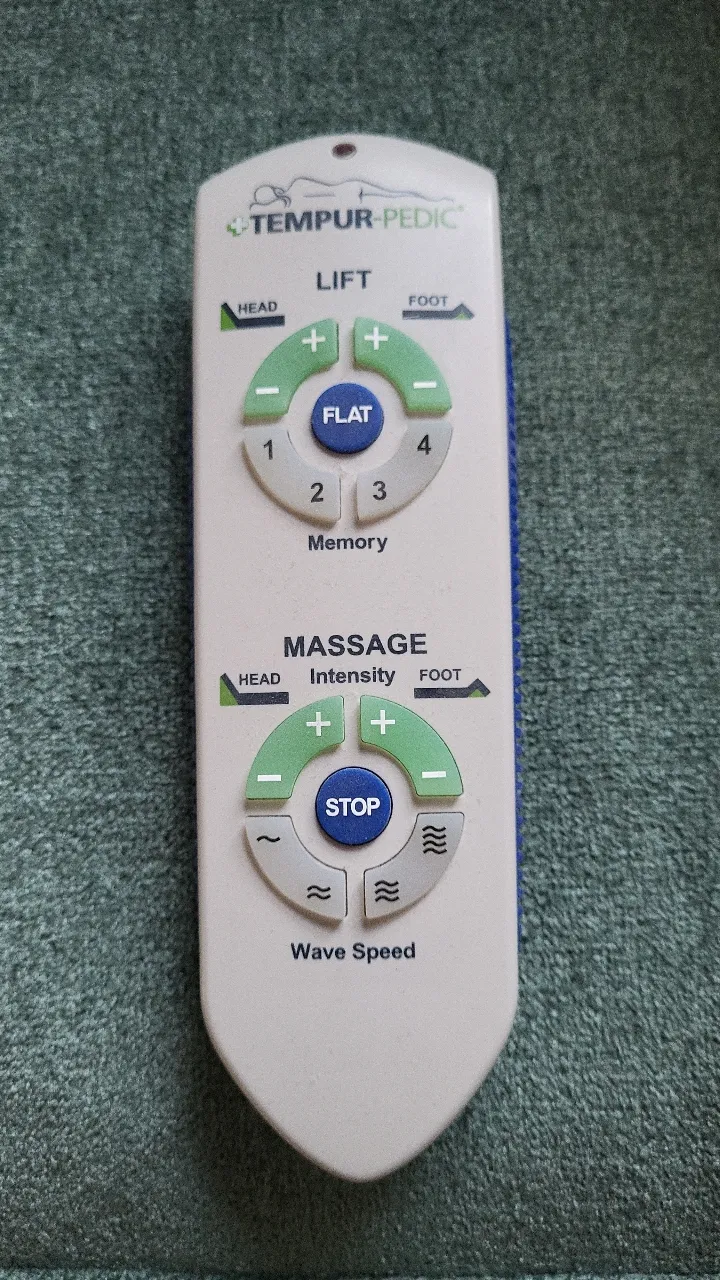 TEMPUR-PEDIC
LIFT
HEAD FOOT
+ +
- -
FLAT
1 4
2 3
Memory
MASSAGE
HEAD Intensity FOOT
+ +
- -
STOP
~ ≋
≈ ≋
Wave Speed